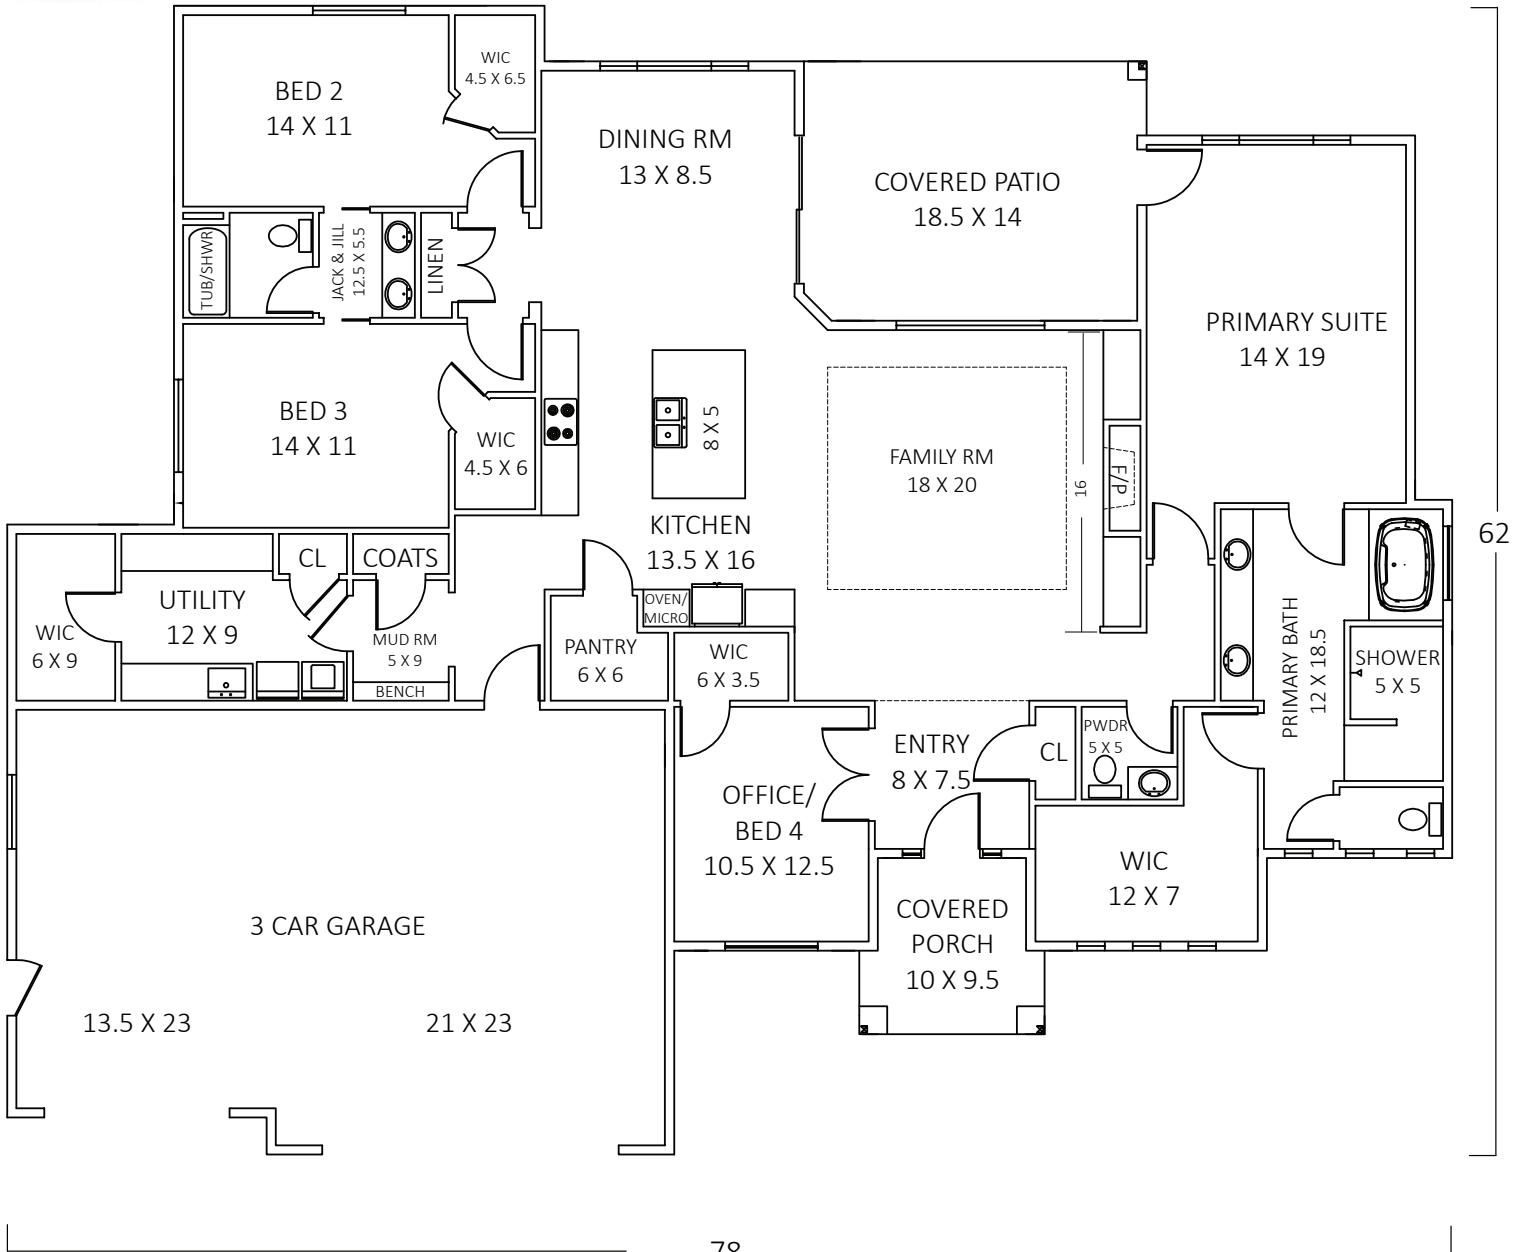 WIC
4.5 X 6.5
BED 2
14 X 11
DINING RM
13 X 8.5
COVERED PATIO
18.5 X 14
TUB/SHWR
JACK & JILL
12.5 X 5.5
LINEN
PRIMARY SUITE
14 X 19
BED 3
14 X 11
WIC
4.5 X 6
8 X 5
FAMILY RM
18 X 20
16
F/P
KITCHEN
13.5 X 16
62
CL
COATS
UTILITY
12 X 9
WIC
6 X 9
MUD RM
5 X 9
BENCH
OVEN/
MICRO
PANTRY
6 X 6
WIC
6 X 3.5
PRIMARY BATH
12 X 18.5
SHOWER
5 X 5
ENTRY
8 X 7.5
CL
PWDR
5 X 5
OFFICE/
BED 4
10.5 X 12.5
WIC
12 X 7
COVERED
PORCH
10 X 9.5
3 CAR GARAGE
13.5 X 23
21 X 23
78